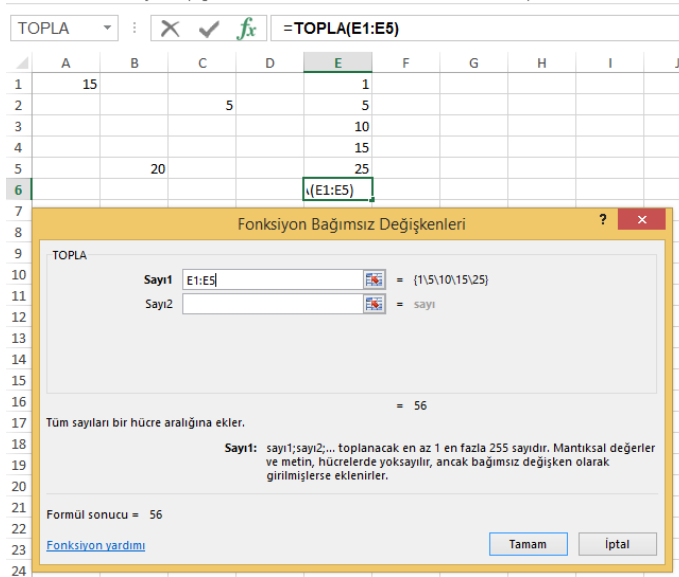 TOPLA fx =TOPLA(E1:E5)
A B C D E F G H I J
1 15 1
2 5 5
3 10
4 15
5 20 25
6 (E1:E5)
7
Fonksiyon Bağımsız Değişkenleri ? ×
8
9 TOPLA
10 Sayı1 E1:E5 = {1\5\10\15\25}
11
Sayı2 = sayı
12
13
14
15
16 = 56
17 Tüm sayıları bir hücre aralığına ekler.
18 Sayı1: sayı1;sayı2;... toplanacak en az 1 en fazla 255 sayıdır. Mantıksal değerler
19 ve metin, hücrelerde yoksayılır, ancak bağımsız değişken olarak
20 girilmişlerse eklenirler.
21 Formül sonucu = 56
22
23 Fonksiyon yardımı Tamam İptal
24